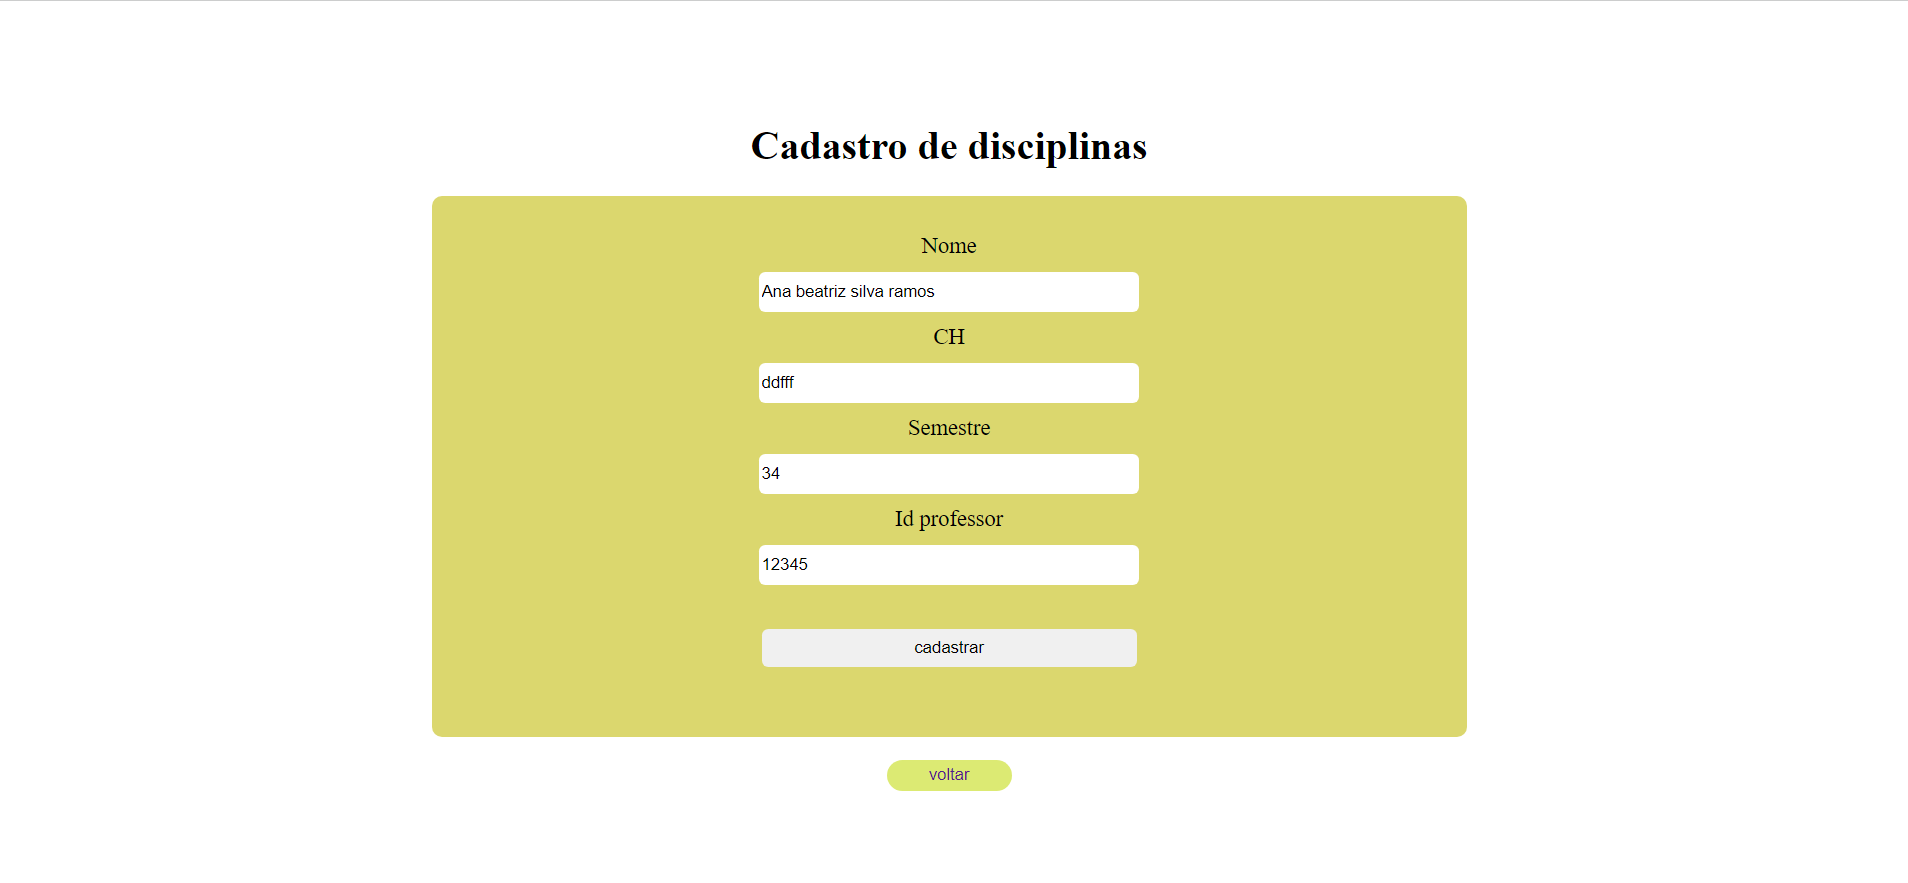 Cadastro de disciplinas
Nome
Ana beatriz silva ramos
CH
ddfff
Semestre
34
Id professor
12345
cadastrar
voltar